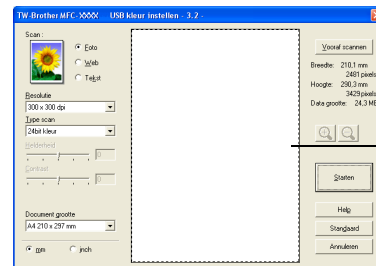 TW-Brother MFC-XXXX USB kleur instellen - 3.2 -
Scan :
Foto
Web
Tekst
Resolutie
300 x 300 dpi
Type scan
24bit kleur
Helderheid
0
Contrast
0
Document grootte
A4 210 x 297 mm
mm inch
Vooraf scannen
Breedte: 210,1 mm
2481 pixels
Hoogte: 290,3 mm
3429 pixels
Data grootte: 24,3 MB
Starten
Help
Standaard
Annuleren